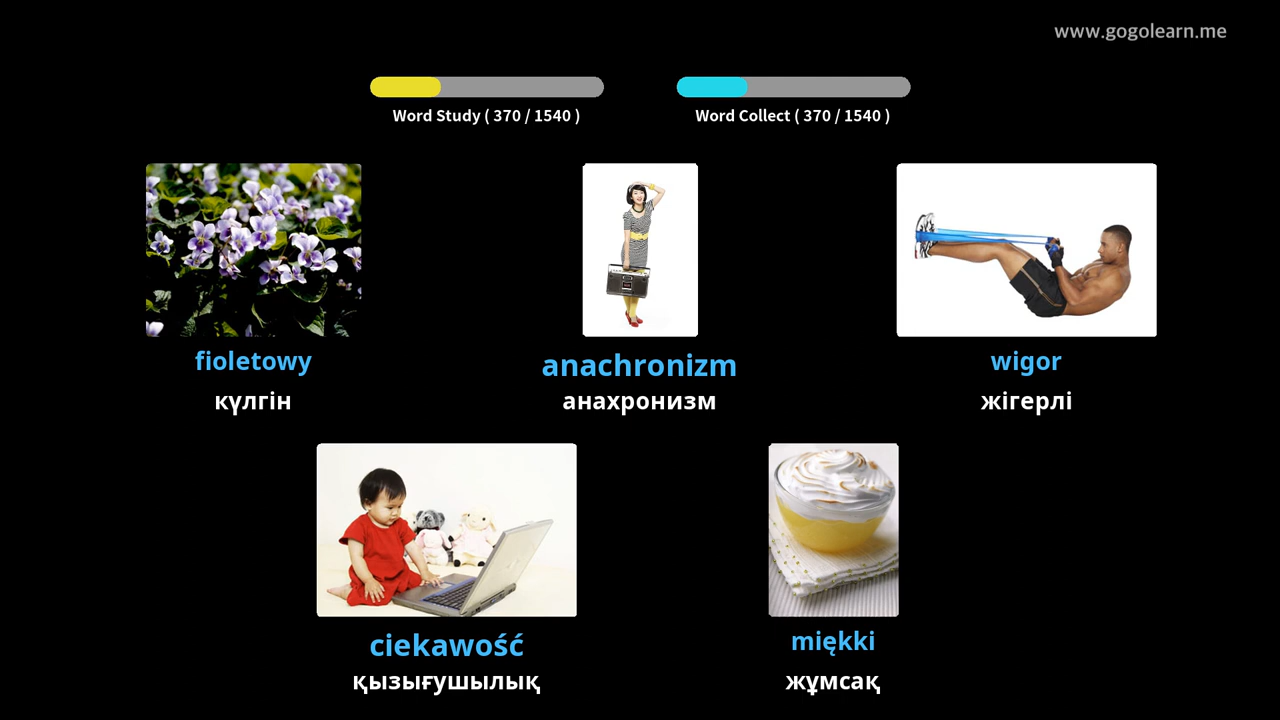 www.gogolearn.me
Word Study ( 370 / 1540 )
Word Collect ( 370 / 1540 )
fioletowy
күлгін
anachronizm
анахронизм
wigor
жігерлі
ciekawość
қызығушылық
miękki
жұмсақ